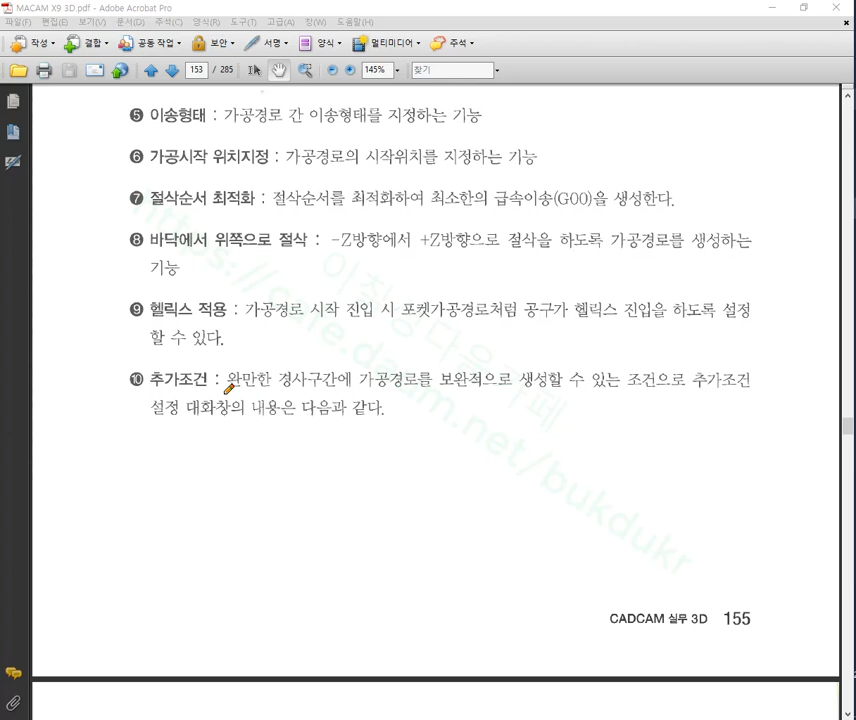 MACAM X9 3D.pdf - Adobe Acrobat Pro
파일(F) 편집(E) 보기(V) 문서(D) 주석(C) 양식(R) 도구(T) 고급(A) 창(W) 도움말(H)
작성 결합 공동 작업 보안 서명 양식 멀티미디어 주석
153 / 285 145% 찾기
❺ 이송형태 : 가공경로 간 이송형태를 지정하는 기능
❻ 가공시작 위치지정 : 가공경로의 시작위치를 지정하는 기능
❼ 절삭순서 최적화 : 절삭순서를 최적화하여 최소한의 급속이송(G00)을 생성한다.
❽ 바닥에서 위쪽으로 절삭 : -Z방향에서 +Z방향으로 절삭을 하도록 가공경로를 생성하는
기능
❾ 헬릭스 적용 : 가공경로 시작 진입 시 포켓가공경로처럼 공구가 헬릭스 진입을 하도록 설정
할 수 있다.
❿ 추가조건 : 완만한 경사구간에 가공경로를 보완적으로 생성할 수 있는 조건으로 추가조건
설정 대화창의 내용은 다음과 같다.
CADCAM 실무 3D 155